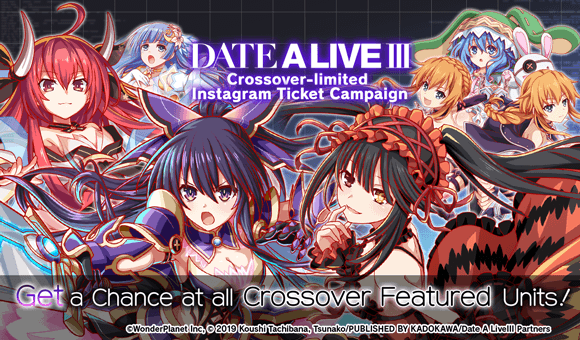 DATE A LIVE III
Crossover-limited
Instagram Ticket Campaign
Get a Chance at all Crossover Featured Units!
©WonderPlanet Inc, © 2019 Koushi Tachibana, Tsunako/PUBLISHED BY KADOKAWA/Date A LiveIII Partners